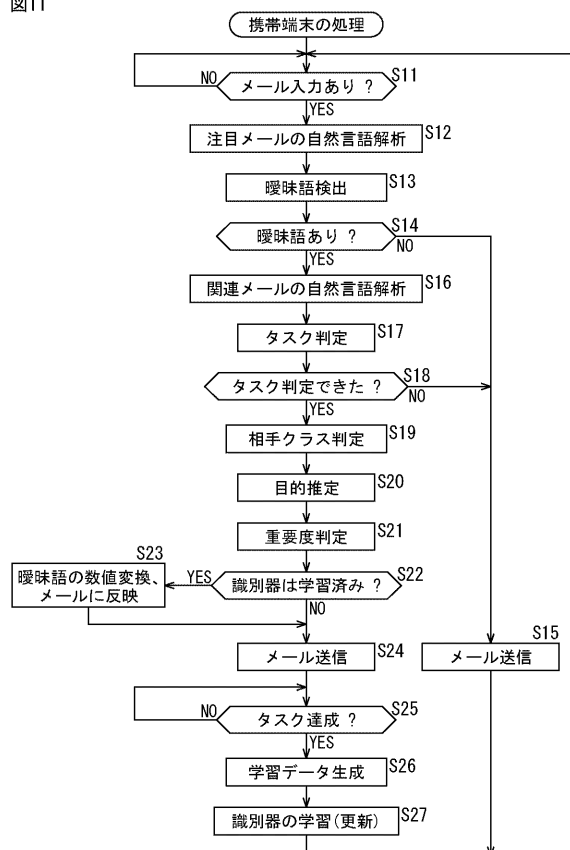 図11
携帯端末の処理
NO
メール入力あり ?
S11
YES
注目メールの自然言語解析
S12
曖昧語検出
S13
曖昧語あり ?
S14
NO
YES
関連メールの自然言語解析
S16
タスク判定
S17
タスク判定できた ?
S18
NO
YES
相手クラス判定
S19
目的推定
S20
重要度判定
S21
S23
曖昧語の数値変換、
メールに反映
YES
識別器は学習済み ?
S22
NO
メール送信
S24
メール送信
S15
NO
タスク達成 ?
S25
YES
学習データ生成
S26
識別器の学習(更新)
S27